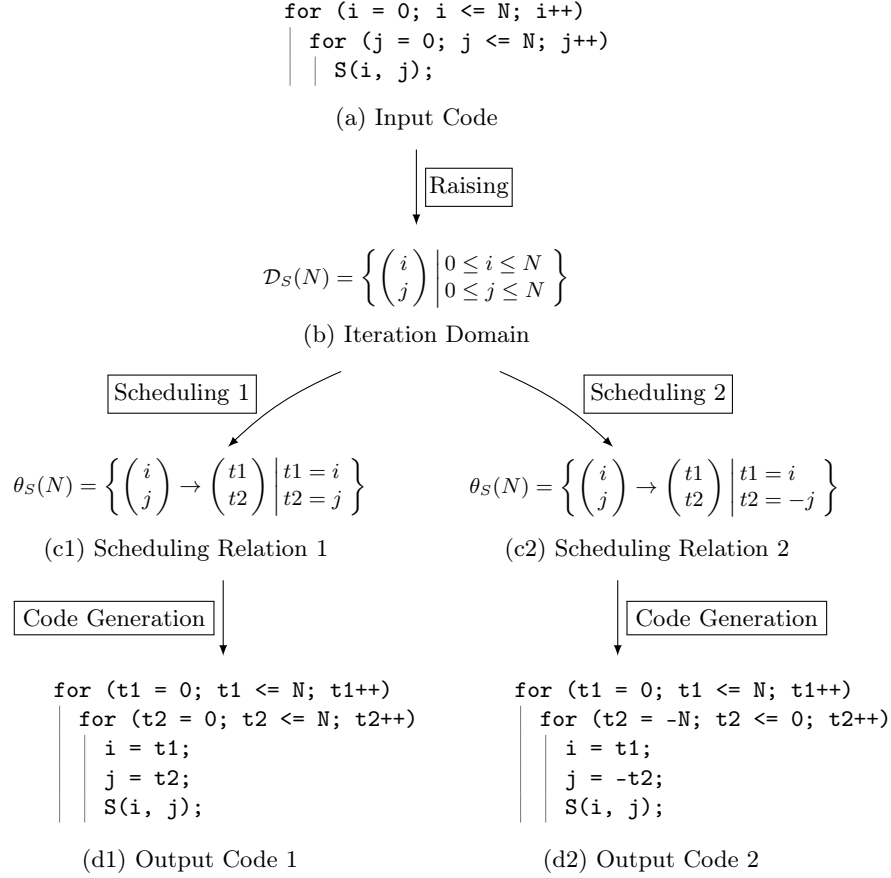 for (i = 0; i <= N; i++)
for (j = 0; j <= N; j++)
S(i, j);
(a) Input Code
Raising
𝒟_S(N) = { ( i j ) | 0 ≤ i ≤ N 0 ≤ j ≤ N }
(b) Iteration Domain
Scheduling 1
Scheduling 2
θ_S(N) = { ( i j ) → ( t1 t2 ) | t1 = i t2 = j }
θ_S(N) = { ( i j ) → ( t1 t2 ) | t1 = i t2 = −j }
(c1) Scheduling Relation 1
(c2) Scheduling Relation 2
Code Generation
Code Generation
for (t1 = 0; t1 <= N; t1++)
for (t2 = 0; t2 <= N; t2++)
i = t1;
j = t2;
S(i, j);
(d1) Output Code 1
for (t1 = 0; t1 <= N; t1++)
for (t2 = -N; t2 <= 0; t2++)
i = t1;
j = -t2;
S(i, j);
(d2) Output Code 2